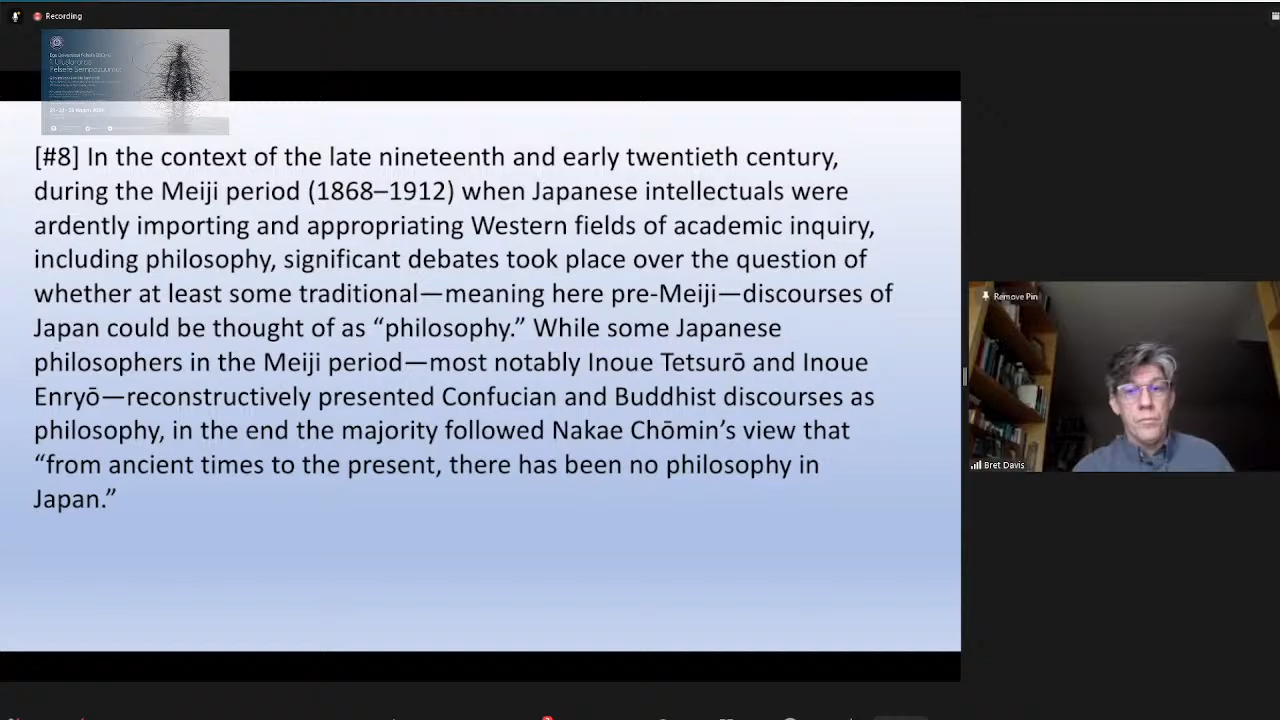 Recording
1.Uluslararası
Felsefe Sempozyumu
[#8] In the context of the late nineteenth and early twentieth century,
during the Meiji period (1868–1912) when Japanese intellectuals were
ardently importing and appropriating Western fields of academic inquiry,
including philosophy, significant debates took place over the question of
whether at least some traditional—meaning here pre-Meiji—discourses of
Japan could be thought of as “philosophy.” While some Japanese
philosophers in the Meiji period—most notably Inoue Tetsurō and Inoue
Enryō—reconstructively presented Confucian and Buddhist discourses as
philosophy, in the end the majority followed Nakae Chōmin’s view that
“from ancient times to the present, there has been no philosophy in
Japan.”
Remove Pin
Bret Davis